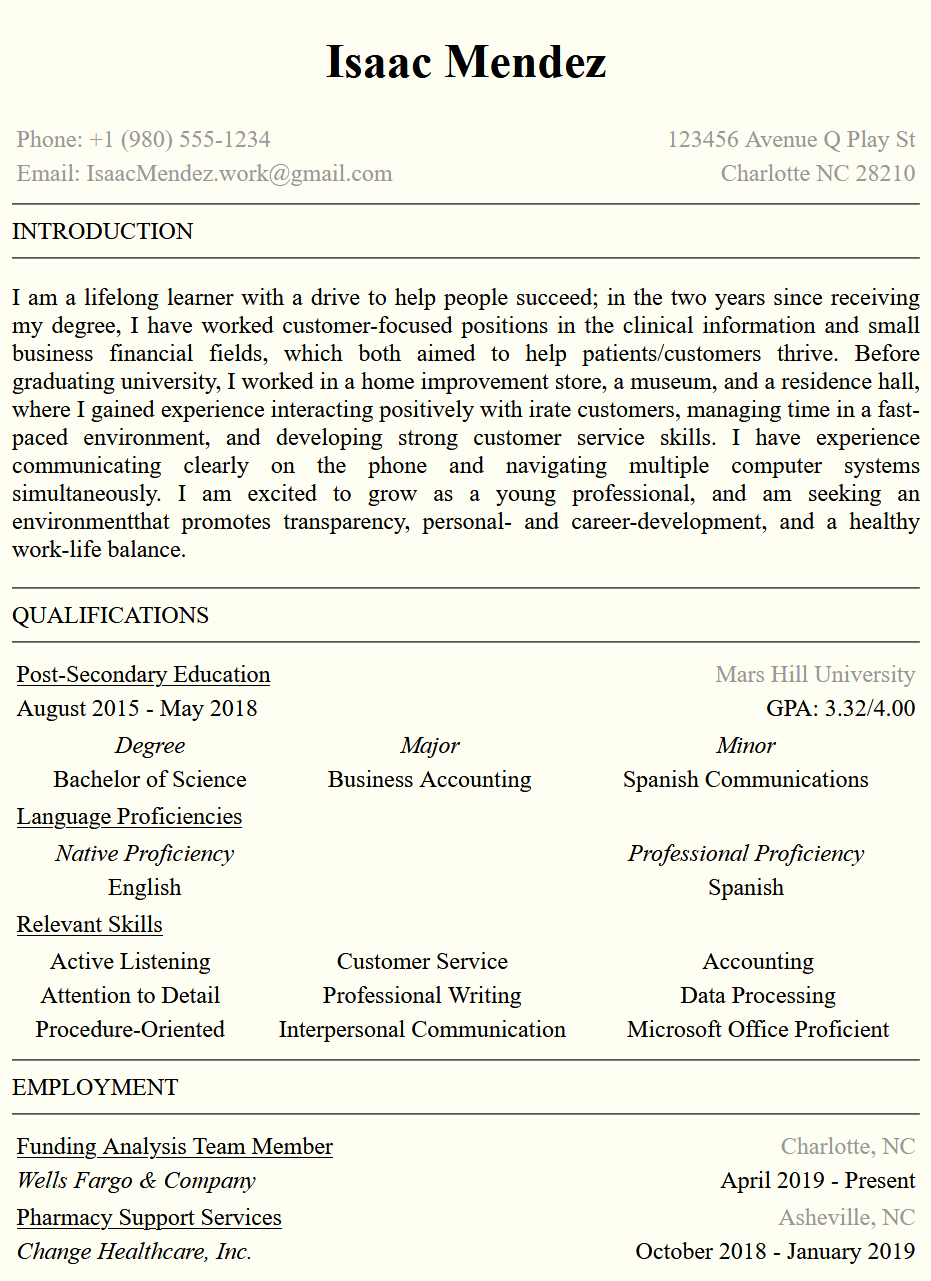 Isaac Mendez
Phone: +1 (980) 555-1234 123456 Avenue Q Play St
Email: IsaacMendez.work@gmail.com Charlotte NC 28210
INTRODUCTION
I am a lifelong learner with a drive to help people succeed; in the two years since receiving
my degree, I have worked customer-focused positions in the clinical information and small
business financial fields, which both aimed to help patients/customers thrive. Before
graduating university, I worked in a home improvement store, a museum, and a residence hall,
where I gained experience interacting positively with irate customers, managing time in a fast-
paced environment, and developing strong customer service skills. I have experience
communicating clearly on the phone and navigating multiple computer systems
simultaneously. I am excited to grow as a young professional, and am seeking an
environmentthat promotes transparency, personal- and career-development, and a healthy
work-life balance.
QUALIFICATIONS
Post-Secondary Education Mars Hill University
August 2015 - May 2018 GPA: 3.32/4.00
Degree Major Minor
Bachelor of Science Business Accounting Spanish Communications
Language Proficiencies
Native Proficiency Professional Proficiency
English Spanish
Relevant Skills
Active Listening Customer Service Accounting
Attention to Detail Professional Writing Data Processing
Procedure-Oriented Interpersonal Communication Microsoft Office Proficient
EMPLOYMENT
Funding Analysis Team Member Charlotte, NC
Wells Fargo & Company April 2019 - Present
Pharmacy Support Services Asheville, NC
Change Healthcare, Inc. October 2018 - January 2019